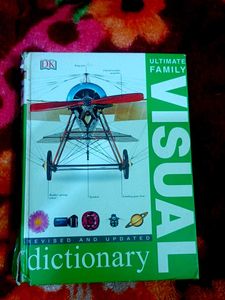 DK
ULTIMATE
FAMILY
VISUAL
REVISED AND UPDATED
dictionary